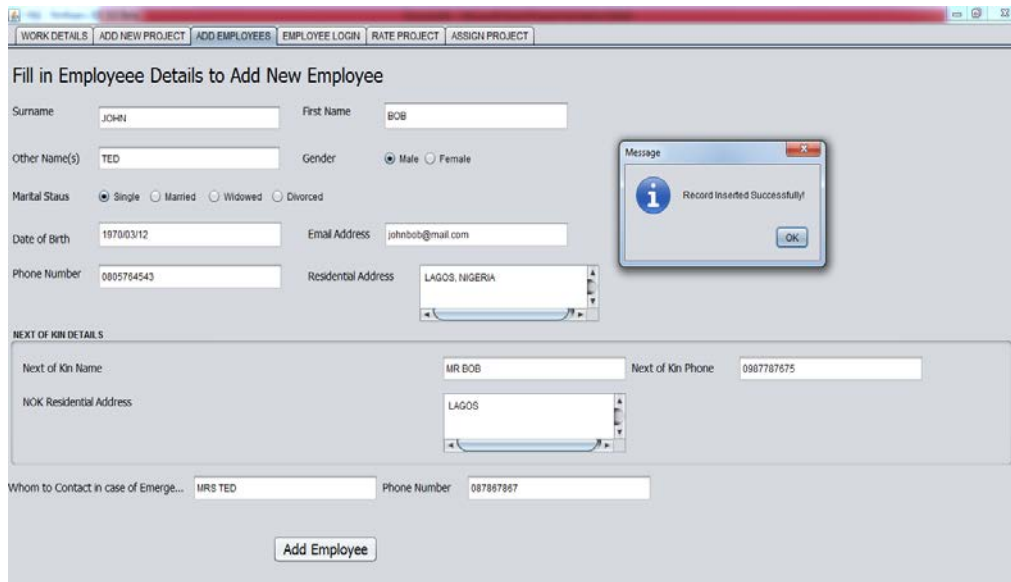 WORK DETAILS ADD NEW PROJECT ADD EMPLOYEES EMPLOYEE LOGIN RATE PROJECT ASSIGN PROJECT
Fill in Employeee Details to Add New Employee
Surname JOHN First Name BOB
Other Name(s) TED Gender Male Female
Marital Staus Single Married Widowed Divorced
Date of Birth 1970/03/12 Email Address johnbob@mail.com
Phone Number 0805764543 Residential Address LAGOS, NIGERIA
Message
Record Inserted Successfully!
OK
NEXT OF KIN DETAILS
Next of Kin Name MR BOB Next of Kin Phone 0987787675
NOK Residential Address LAGOS
Whom to Contact in case of Emerge... MRS TED Phone Number 087867867
Add Employee